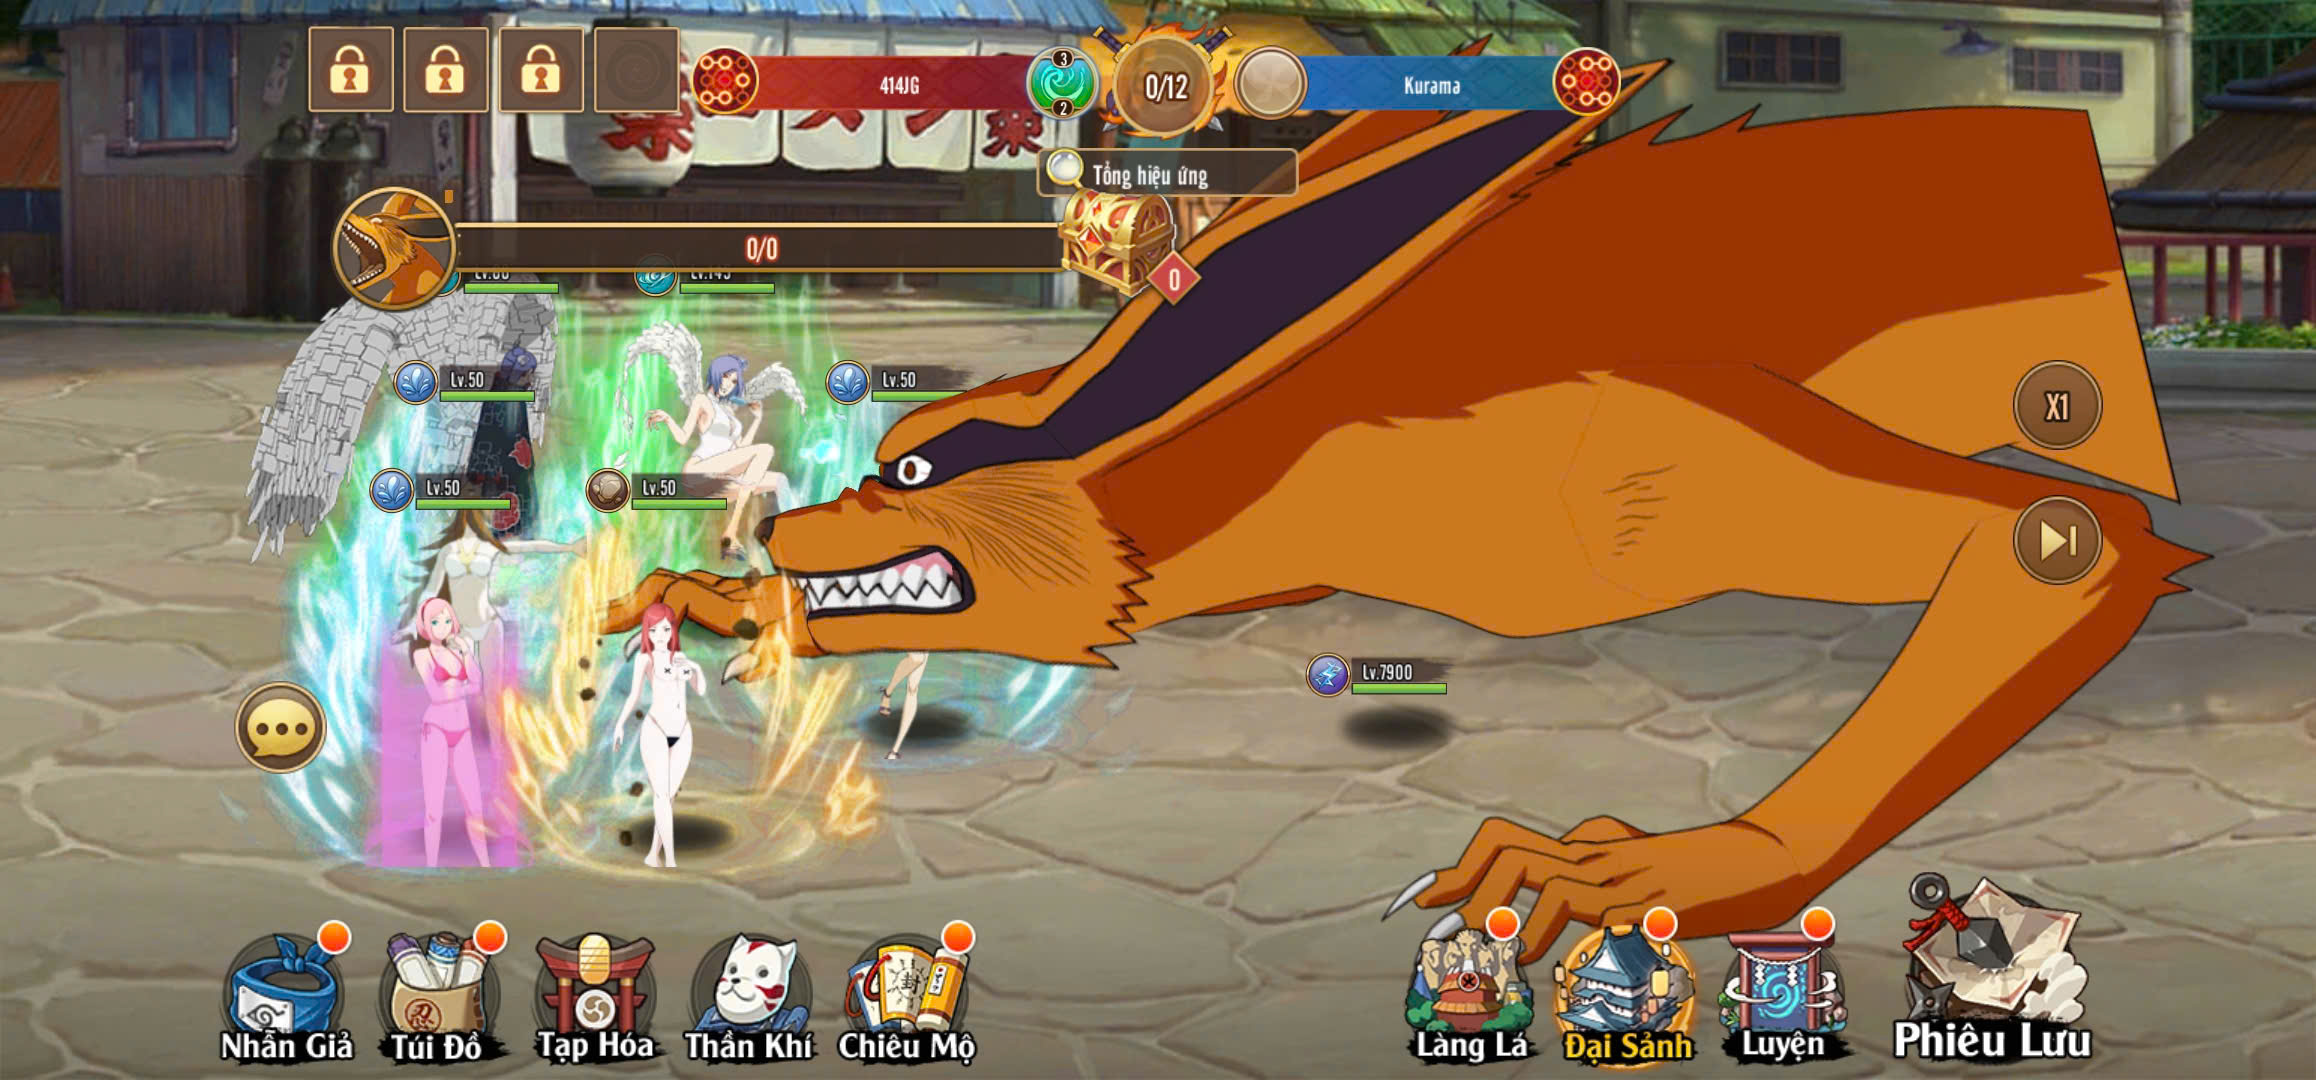 414JG
3
2
0/12
Kurama
Tổng hiệu ứng
0/0
0
Lv.50
Lv.50
Lv.50
Lv.50
Lv.7900
X1
Nhẫn Giả
Túi Đồ
Tạp Hóa
Thần Khí
Chiêu Mộ
Làng Lá
Đại Sảnh
Luyện
Phiêu Lưu